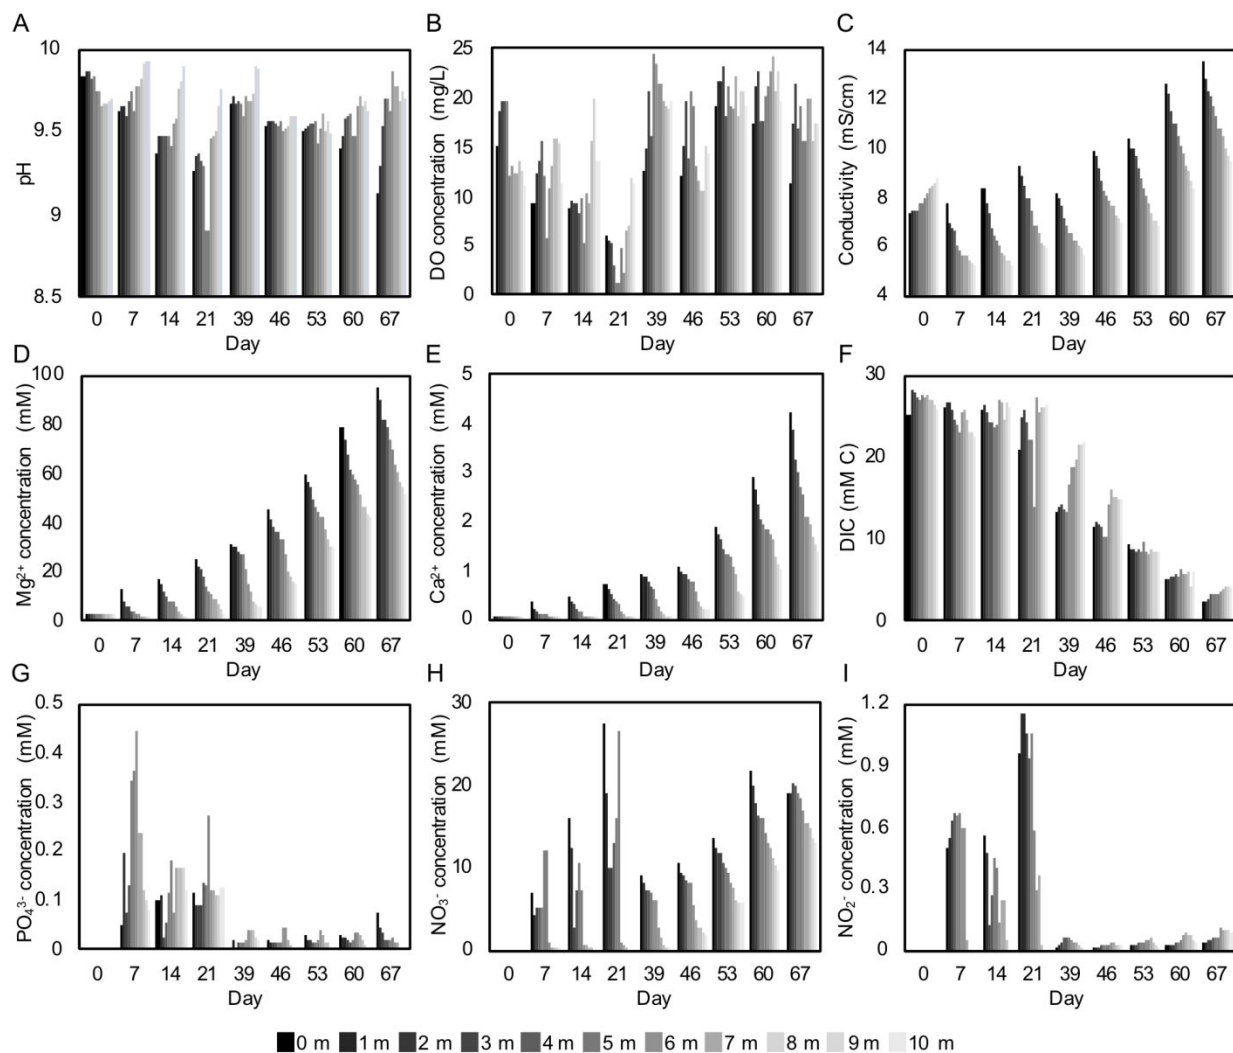 A
pH
10
9.5
9
8.5
0 7 14 21 39 46 53 60 67
Day
B
DO concentration (mg/L)
25
20
15
10
5
0
0 7 14 21 39 46 53 60 67
Day
C
Conductivity (mS/cm)
14
12
10
8
6
4
0 7 14 21 39 46 53 60 67
Day
D
Mg²⁺ concentration (mM)
100
80
60
40
20
0
0 7 14 21 39 46 53 60 67
Day
E
Ca²⁺ concentration (mM)
5
4
3
2
1
0
0 7 14 21 39 46 53 60 67
Day
F
DIC (mM C)
30
20
10
0
0 7 14 21 39 46 53 60 67
Day
G
PO₄³⁻ concentration (mM)
0.5
0.4
0.3
0.2
0.1
0
0 7 14 21 39 46 53 60 67
Day
H
NO₃⁻ concentration (mM)
30
20
10
0
0 7 14 21 39 46 53 60 67
Day
I
NO₂⁻ concentration (mM)
1.2
0.9
0.6
0.3
0
0 7 14 21 39 46 53 60 67
Day
0 m 1 m 2 m 3 m 4 m 5 m 6 m 7 m 8 m 9 m 10 m